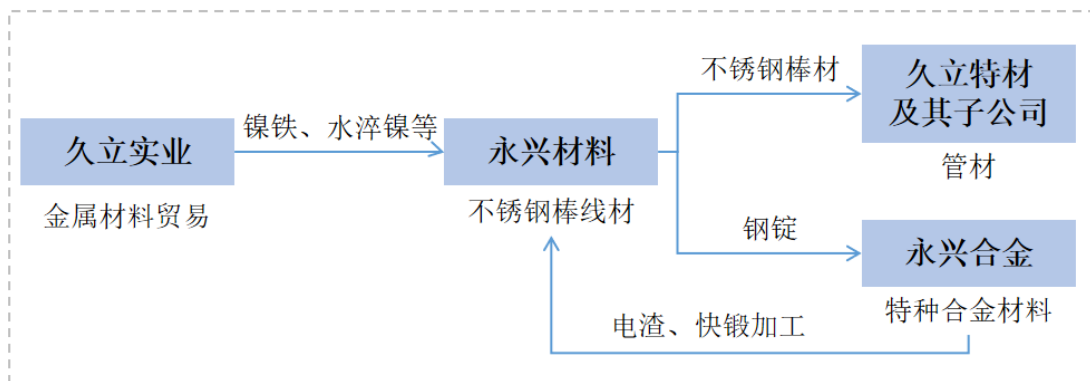 不锈钢棒材
久立特材
及其子公司
管材
久立实业
镍铁、水淬镍等
永兴材料
金属材料贸易
不锈钢棒线材
钢锭
永兴合金
特种合金材料
电渣、快锻加工